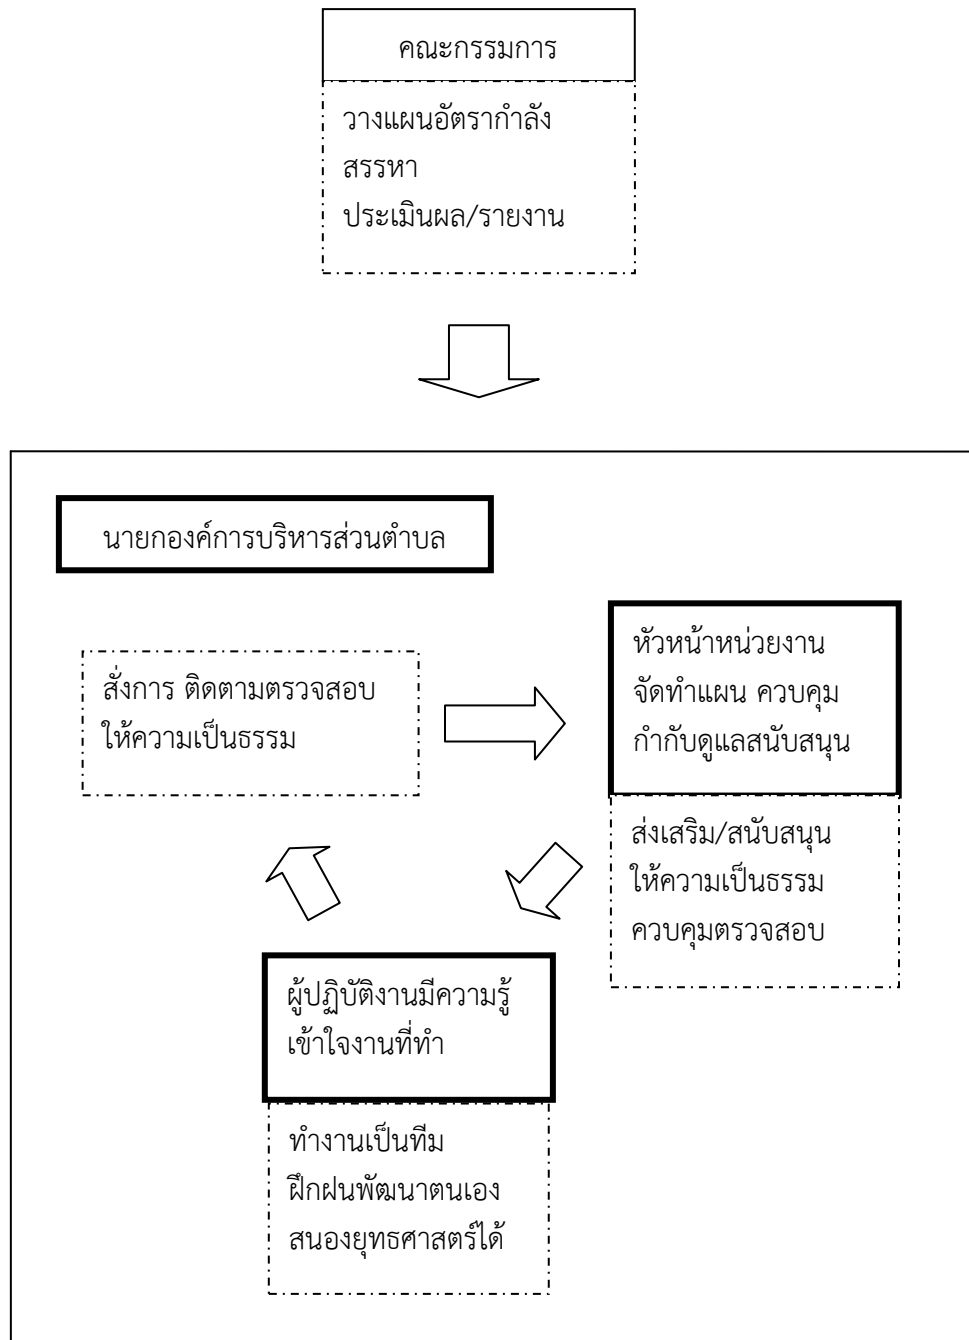 คณะกรรมการ
วางแผนอัตรากำลัง
สรรหา
ประเมินผล/รายงาน
นายกองค์การบริหารส่วนตำบล
สั่งการ ติดตามตรวจสอบ
ให้ความเป็นธรรม
หัวหน้าหน่วยงาน
จัดทำแผน ควบคุม
กำกับดูแลสนับสนุน
ส่งเสริม/สนับสนุน
ให้ความเป็นธรรม
ควบคุมตรวจสอบ
ผู้ปฏิบัติงานมีความรู้
เข้าใจงานที่ทำ
ทำงานเป็นทีม
ฝึกฝนพัฒนาตนเอง
สนองยุทธศาสตร์ได้